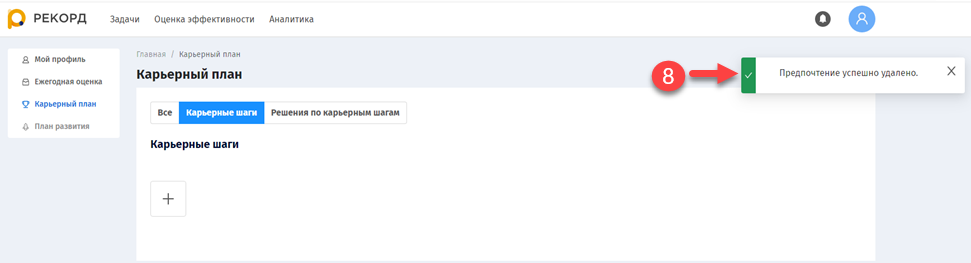 РЕКОРД Задачи Оценка эффективности Аналитика
Мой профиль
Ежегодная оценка
Карьерный план
План развития
Главная / Карьерный план
Карьерный план
8
Предпочтение успешно удалено.
Все Карьерные шаги Решения по карьерным шагам
Карьерные шаги